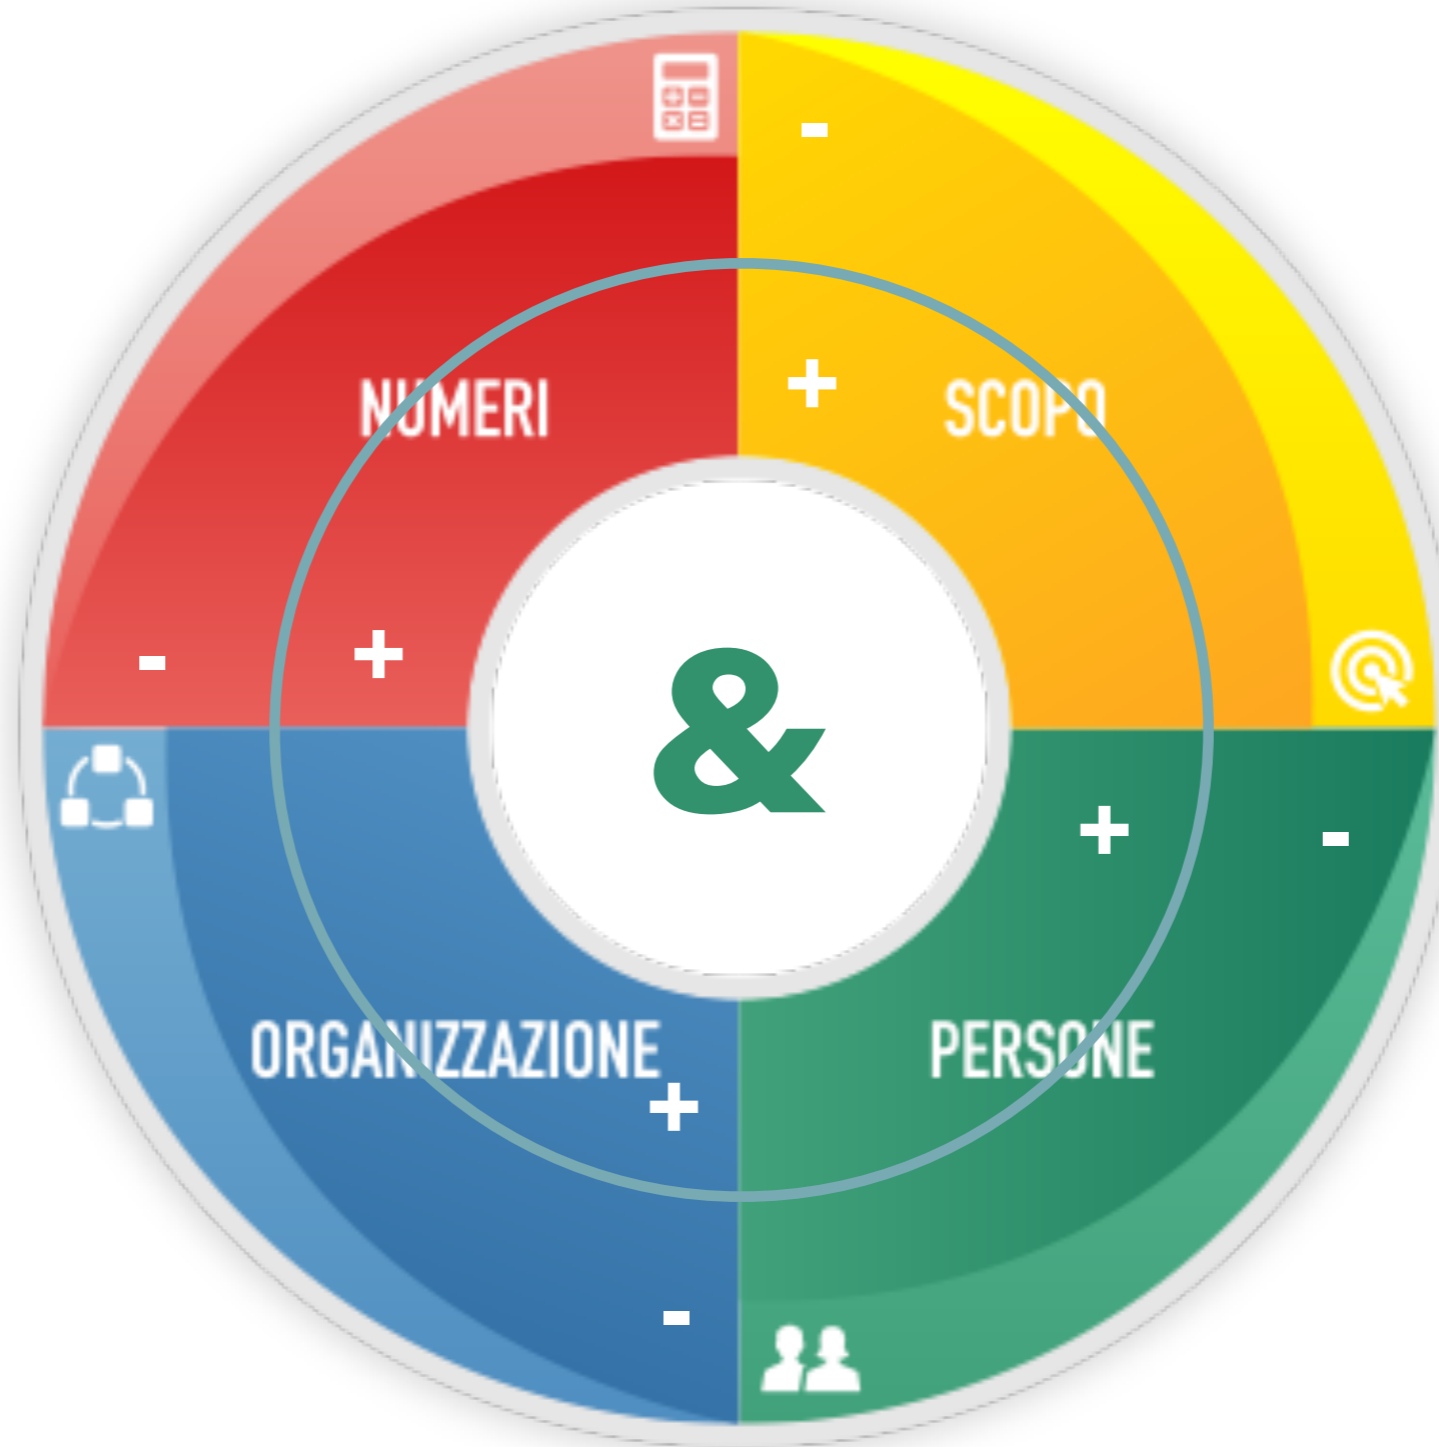 -
+
NUMERI
SCOPO
- +
&
+ -
ORGANIZZAZIONE
PERSONE
+
-